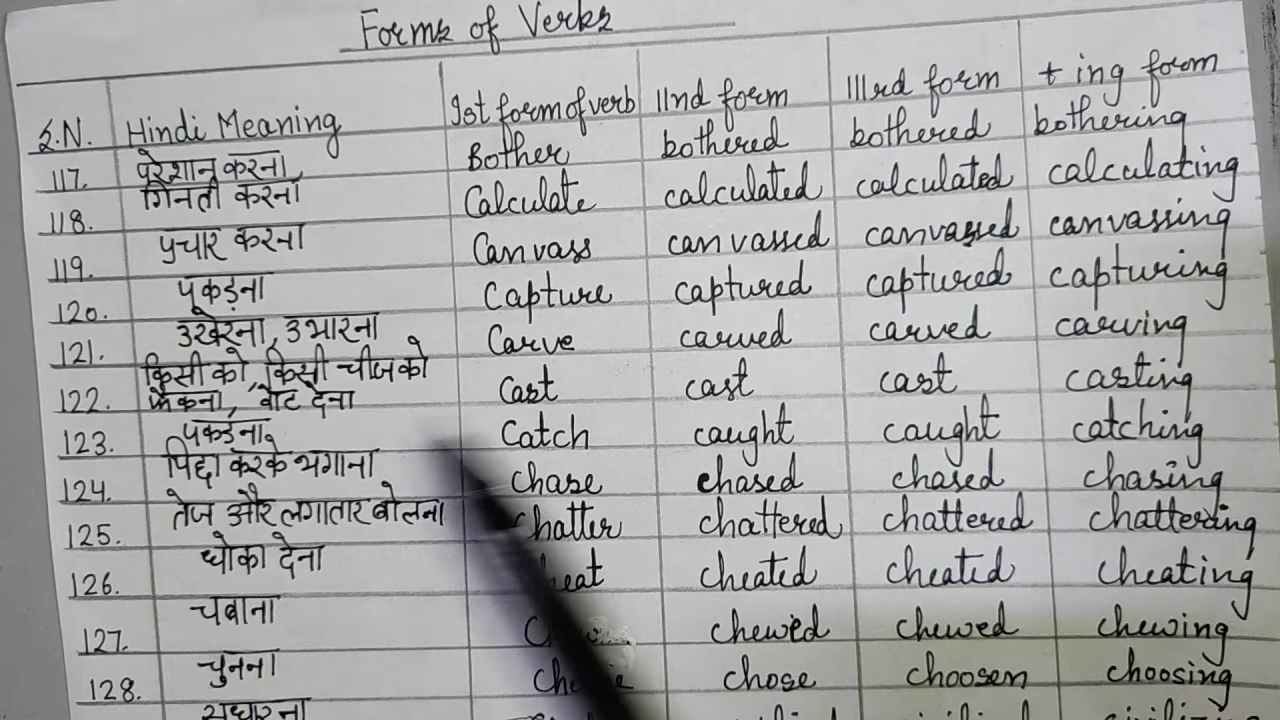 Forms of Verbs
S.N. Hindi Meaning Ist form of verb IInd form IIIrd form + ing form
117. परेशान करना Bother bothered bothered bothering
118. गिनती करना Calculate calculated calculated calculating
119. प्रचार करना Canvass canvassed canvassed canvassing
120. पकड़ना Capture captured captured capturing
121. उखेरना, उभारना Carve carved carved carving
122. किसी को, किसी चीज को फेंकना, वोट देना Cast cast cast casting
123. पकड़ना Catch caught caught catching
124. पिद्दा करके भगाना Chase chased chased chasing
125. तेज और लगातार बोलना Chatter chattered chattered chattering
126. धोका देना cheated cheated cheating
127. चबाना chewed chewed chewing
128. चुनना chose choosen choosing
सुधारना